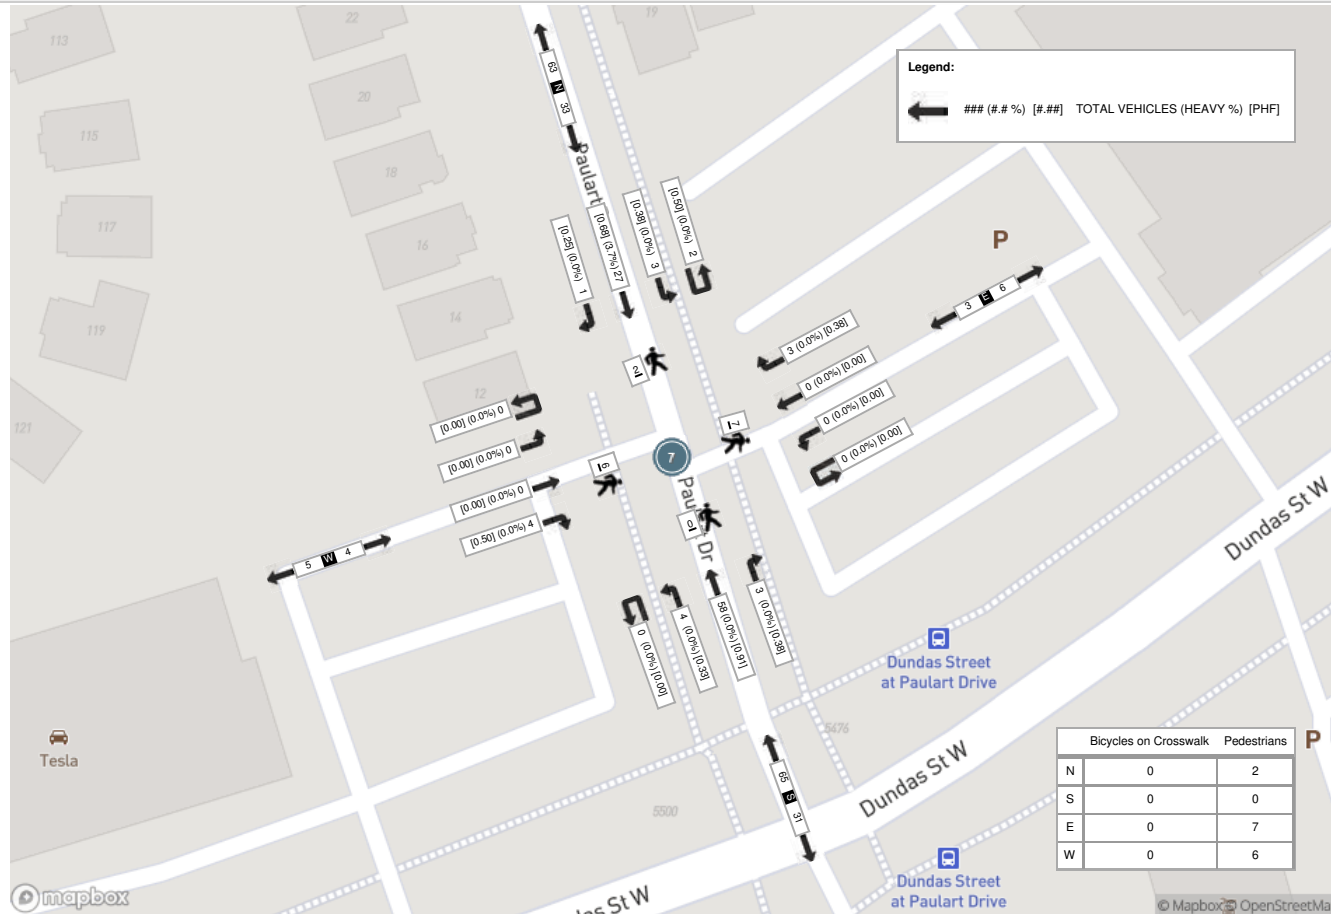 113
22
19
115
20
18
117
16
119
14
12
121
63 N 33
Paulart
[0.25] (0.0%) 1
[0.68] (3.7%) 27
[0.38] (0.0%) 3
[0.50] (0.0%) 2
Legend:
### (#.# %) [#.##] TOTAL VEHICLES (HEAVY %) [PHF]
P
3 E 6
3 (0.0%) [0.38]
0 (0.0%) [0.00]
0 (0.0%) [0.00]
0 (0.0%) [0.00]
2
7
6
0
7
[0.00] (0.0%) 0
[0.00] (0.0%) 0
[0.00] (0.0%) 0
[0.50] (0.0%) 4
5 W 4
0 (0.0%) [0.00]
4 (0.0%) [0.33]
58 (0.0%) [0.91]
3 (0.0%) [0.38]
Dr
65 S 31
Dundas St W
Dundas Street
at Paulart Drive
Tesla
5476
5500
Dundas St W
Dundas Street
at Paulart Drive
St W
P
Bicycles on Crosswalk Pedestrians
N 0 2
S 0 0
E 0 7
W 0 6
mapbox
© Mapbox © OpenStreetMa